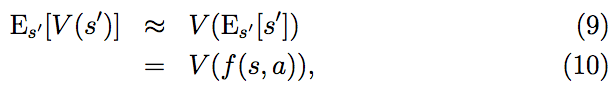 E_{s'}[V(s')] ≈ V(E_{s'}[s']) (9)
= V(f(s, a)), (10)